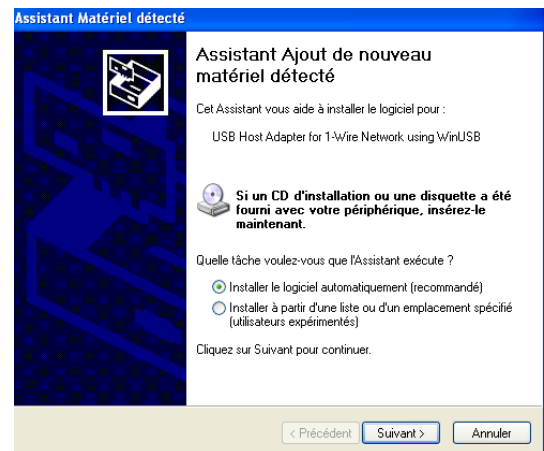 Assistant Matériel détecté
Assistant Ajout de nouveau
matériel détecté
Cet Assistant vous aide à installer le logiciel pour :
USB Host Adapter for 1-Wire Network using WinUSB
Si un CD d'installation ou une disquette a été
fourni avec votre périphérique, insérez-le
maintenant.
Quelle tâche voulez-vous que l'Assistant exécute ?
Installer le logiciel automatiquement (recommandé)
Installer à partir d'une liste ou d'un emplacement spécifié
(utilisateurs expérimentés)
Cliquez sur Suivant pour continuer.
< Précédent Suivant > Annuler